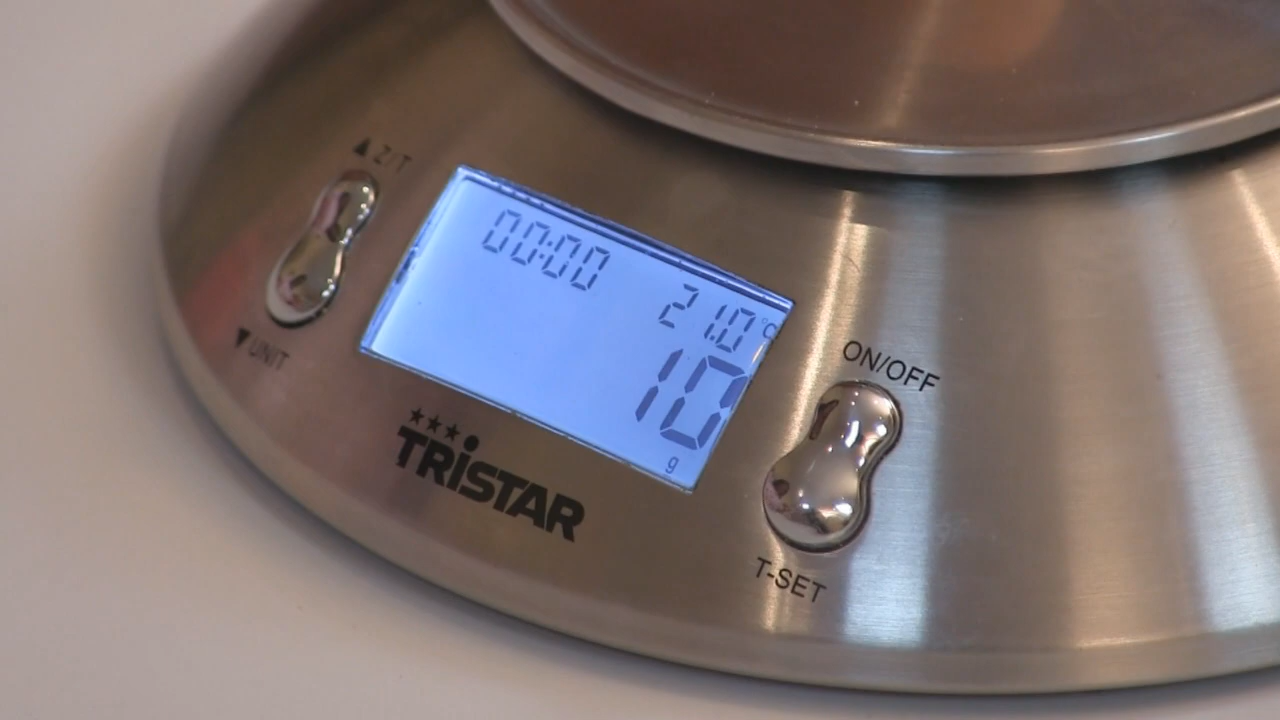 ▲ Z/T
00:00
21.0 °C
10
g
ON/OFF
▼ UNIT
TRiSTAR
T-SET